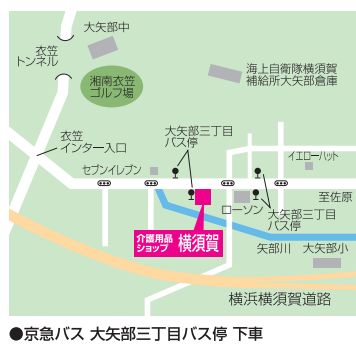 大矢部中
衣笠
トンネル
湘南衣笠
ゴルフ場
海上自衛隊横須賀
補給所大矢部倉庫
衣笠
インター入口
大矢部三丁目
バス停
セブンイレブン
イエローハット
至佐原
ローソン
大矢部三丁目
バス停
介護用品
ショップ 横須賀
矢部川
大矢部小
横浜横須賀道路
●京急バス 大矢部三丁目バス停 下車